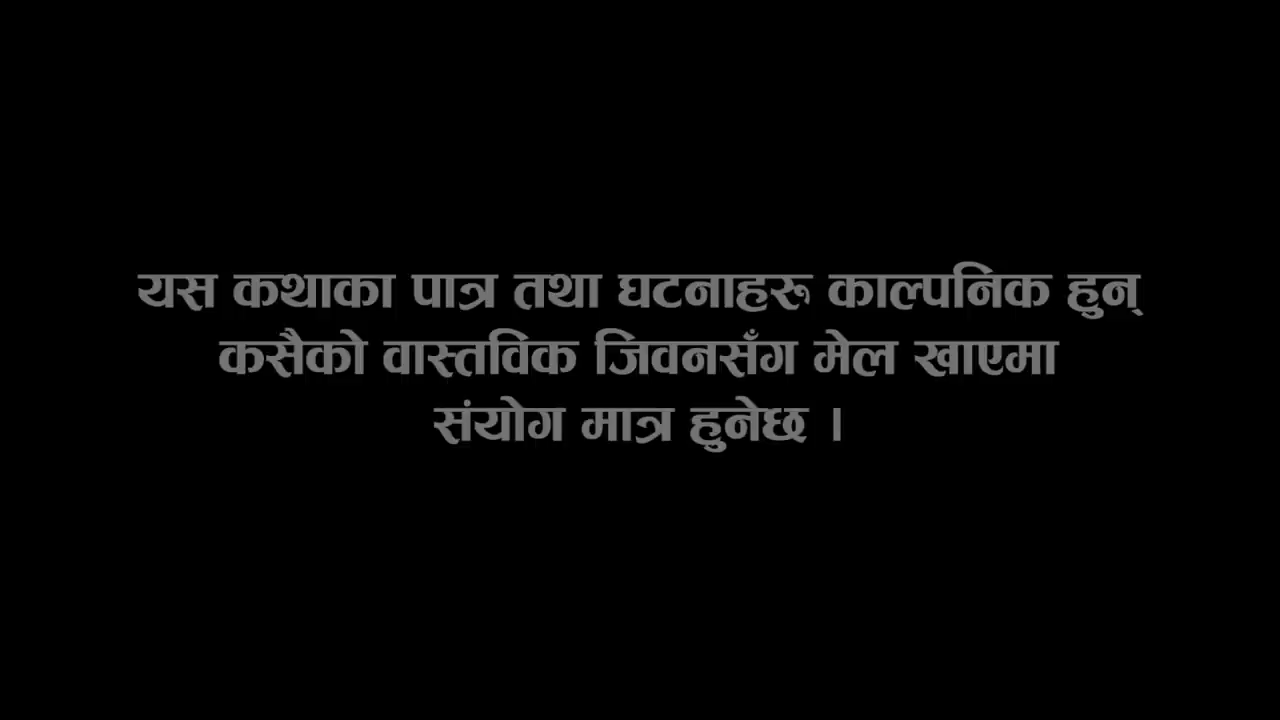 यस कथाका पात्र तथा घटनाहरु काल्पनिक हुन्
कसैको वास्तविक जिवनसँग मेल खाएमा
संयोग मात्र हुनेछ ।